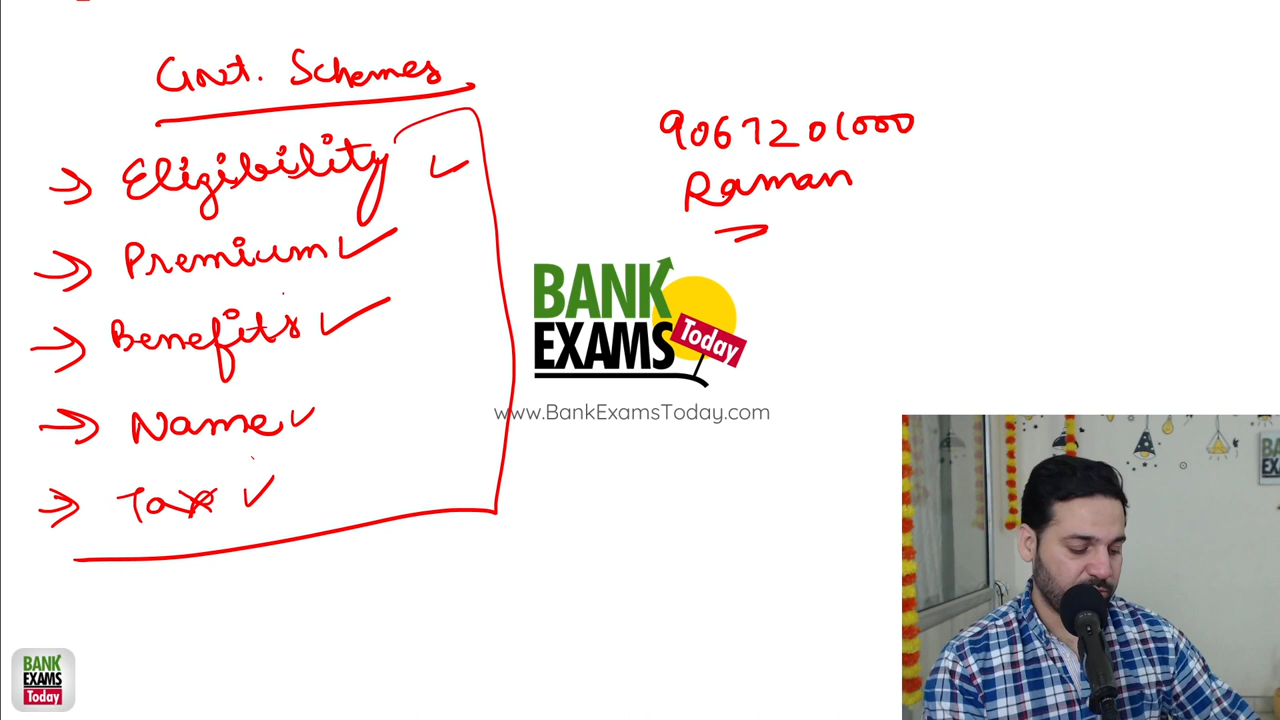 Govt. Schemes
→ Eligibility ✓
→ Premium ✓
→ Benefits ✓
→ Name ✓
→ Tax ✓
9067201000
Raman
BANK
EXAMS
Today
www.BankExamsToday.com
BANK
EXAMS
Today